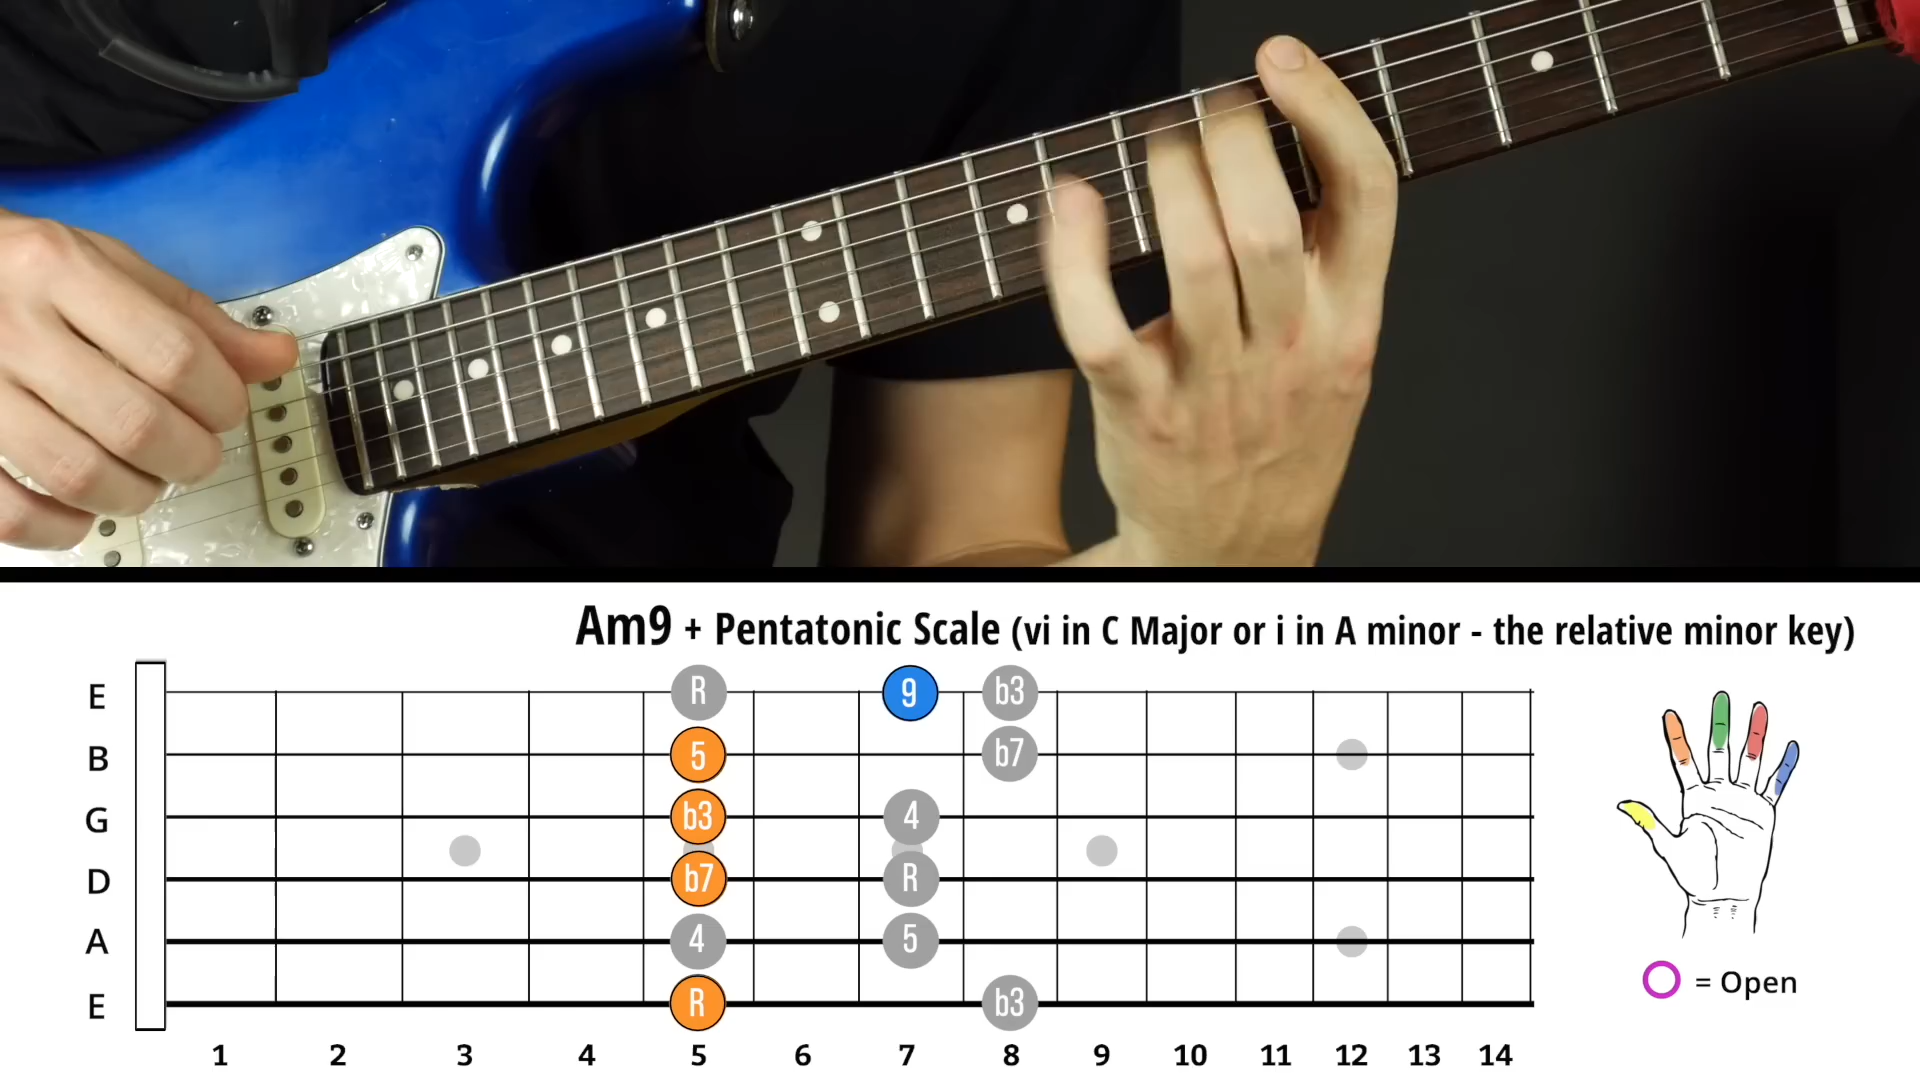 Am9 + Pentatonic Scale (vi in C Major or i in A minor - the relative minor key)
E R 9 b3
B 5 b7
G b3 4
D b7 R
A 4 5
E R b3
= Open
1 2 3 4 5 6 7 8 9 10 11 12 13 14